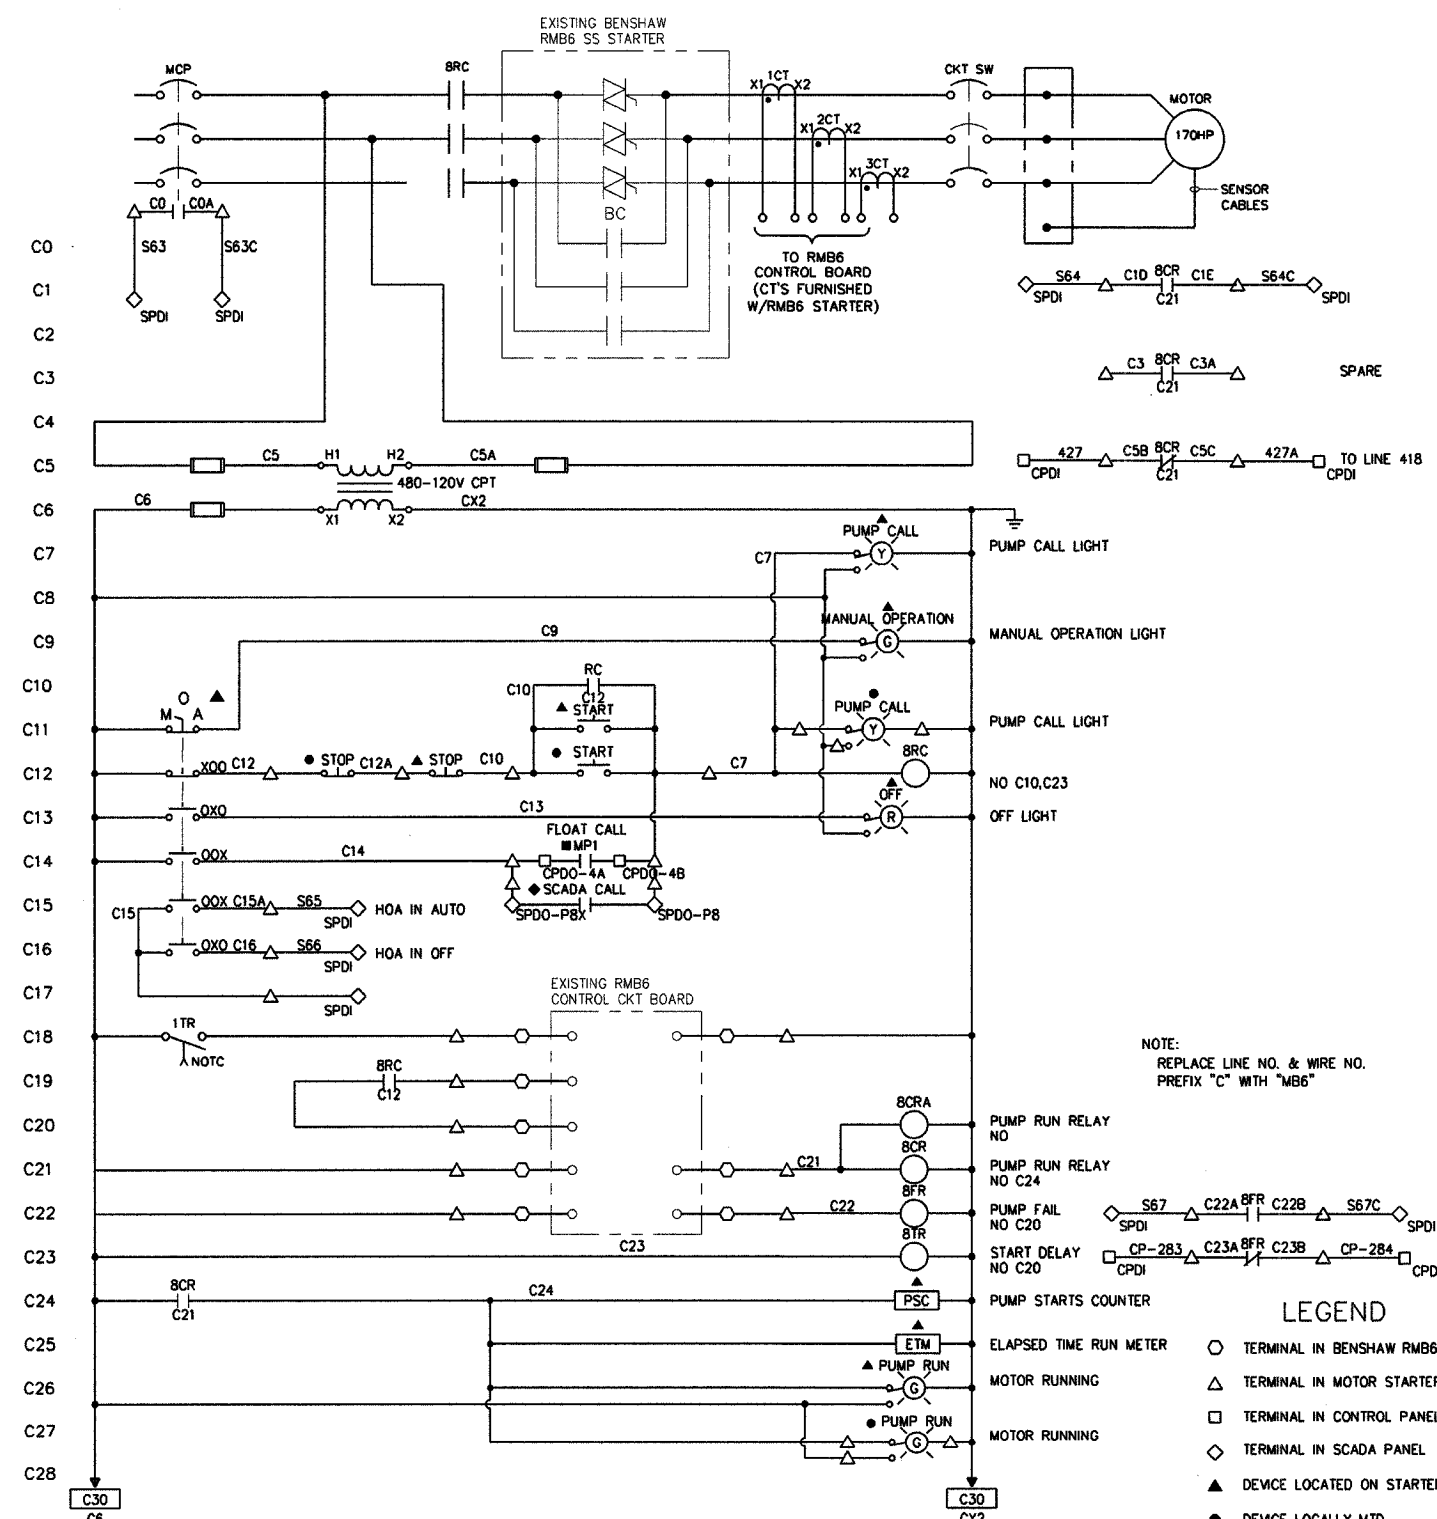 EXISTING BENSHAW
RMB6 SS STARTER
MCP
8RC
1CT
X1 X2
2CT
X1 X2
3CT
X1 X2
CKT SW
MOTOR
170HP
SENSOR
CABLES
BC
C0 C0A
C0
S63 S63C
SPDI SPDI
TO RMB6
CONTROL BOARD
(CT'S FURNISHED
W/RMB6 STARTER)
C1
S64 C1D 8CR C1E S64C
SPDI C21 SPDI
C2
C3
C3 8CR C3A SPARE
C21
C4
C5
C5 H1 H2 C5A
427 C5B 8CR C5C 427A TO LINE 418
CPDI C21 CPDI
480-120V CPT
C6
C6 X1 X2 CX2
C7
C7 PUMP CALL
Y
PUMP CALL LIGHT
C8
C9
C9
MANUAL OPERATION
G
MANUAL OPERATION LIGHT
C10
RC
C10 C12
C11
M O A
START
PUMP CALL
Y
PUMP CALL LIGHT
C12
XOO C12 STOP C12A STOP C10 START C7 8RC
NO C10,C23
C13
OXO C13
OFF
R
OFF LIGHT
C14
OOX C14
FLOAT CALL
MP1
CPDO-4A CPDO-4B
SCADA CALL
SPDO-P8X SPDO-P8
C15
C15 OOX C15A S65 HOA IN AUTO
SPDI
C16
OXO C16 S66 HOA IN OFF
SPDI
C17
SPDI
EXISTING RMB6
CONTROL CKT BOARD
C18
1TR
NOTC
NOTE:
REPLACE LINE NO. & WIRE NO.
PREFIX "C" WITH "MB6"
C19
8RC
C12
C20
8CRA
PUMP RUN RELAY
NO
C21
C21 8CR
PUMP RUN RELAY
NO C24
C22
C22 8FR
PUMP FAIL
NO C20
S67 C22A 8FR C22B S67C
SPDI SPDI
C23
C23 8TR
START DELAY
NO C20
CP-283 C23A 8FR C23B CP-284
CPDI CPD
C24
8CR
C21
C24 PSC
PUMP STARTS COUNTER
C25
ETM
ELAPSED TIME RUN METER
C26
PUMP RUN
G
MOTOR RUNNING
C27
PUMP RUN
G
MOTOR RUNNING
C28
C30
C6
C30
CX2
LEGEND
TERMINAL IN BENSHAW RMB6
TERMINAL IN MOTOR STARTER
TERMINAL IN CONTROL PANEL
TERMINAL IN SCADA PANEL
DEVICE LOCATED ON STARTER
DEVICE LOCALLY MTD